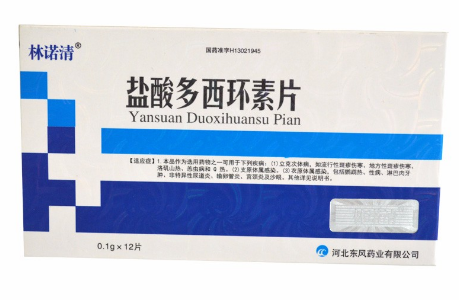 林诺清®
国药准字H13021945
盐酸多西环素片
Yansuan Duoxihuansu Pian
【适应症】1.本品作为选用药物之一可用于下列疾病：(1)立克次体病，如流行性斑疹伤寒、地方性斑疹伤寒、
洛矶山热、恙虫病和Q热。(2)支原体属感染。(3)衣原体属感染，包括鹦鹉热、性病、淋巴肉芽
肿、非特异性尿道炎、输卵管炎、宫颈炎及沙眼。其他详见说明书。
0.1g×12片
河北东风药业有限公司